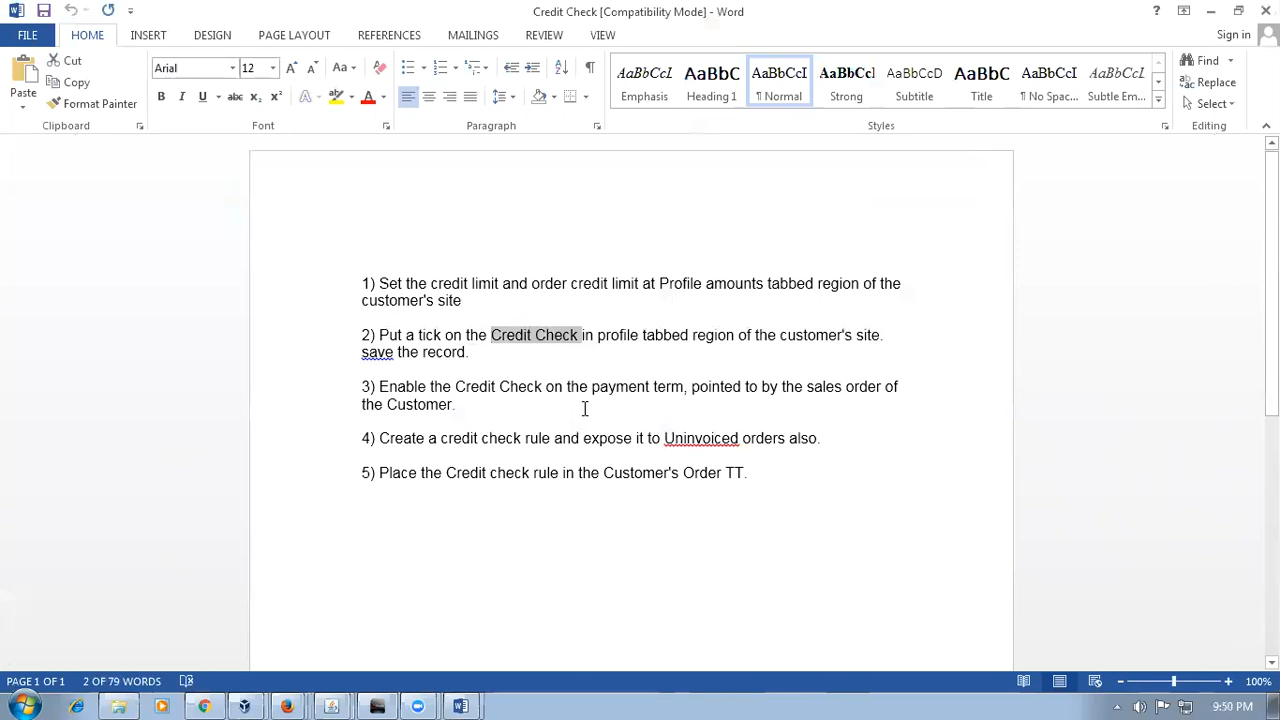 Credit Check [Compatibility Mode] - Word
FILE HOME INSERT DESIGN PAGE LAYOUT REFERENCES MAILINGS REVIEW VIEW Sign in
Cut
Copy
Format Painter
Paste
Clipboard
Arial 12
Font
Paragraph
AaBbCcI AaBbC AaBbCcI AaBbCcI AaBbCcD AaBbC AaBbCcI AaBbCcI
Emphasis Heading 1 ¶ Normal Strong Subtitle Title ¶ No Spac... Subtle Em...
Styles
Find
Replace
Select
Editing
1) Set the credit limit and order credit limit at Profile amounts tabbed region of the
customer's site
2) Put a tick on the Credit Check in profile tabbed region of the customer's site.
save the record.
3) Enable the Credit Check on the payment term, pointed to by the sales order of
the Customer.
4) Create a credit check rule and expose it to Uninvoiced orders also.
5) Place the Credit check rule in the Customer's Order TT.
PAGE 1 OF 1 2 OF 79 WORDS 100%
9:50 PM